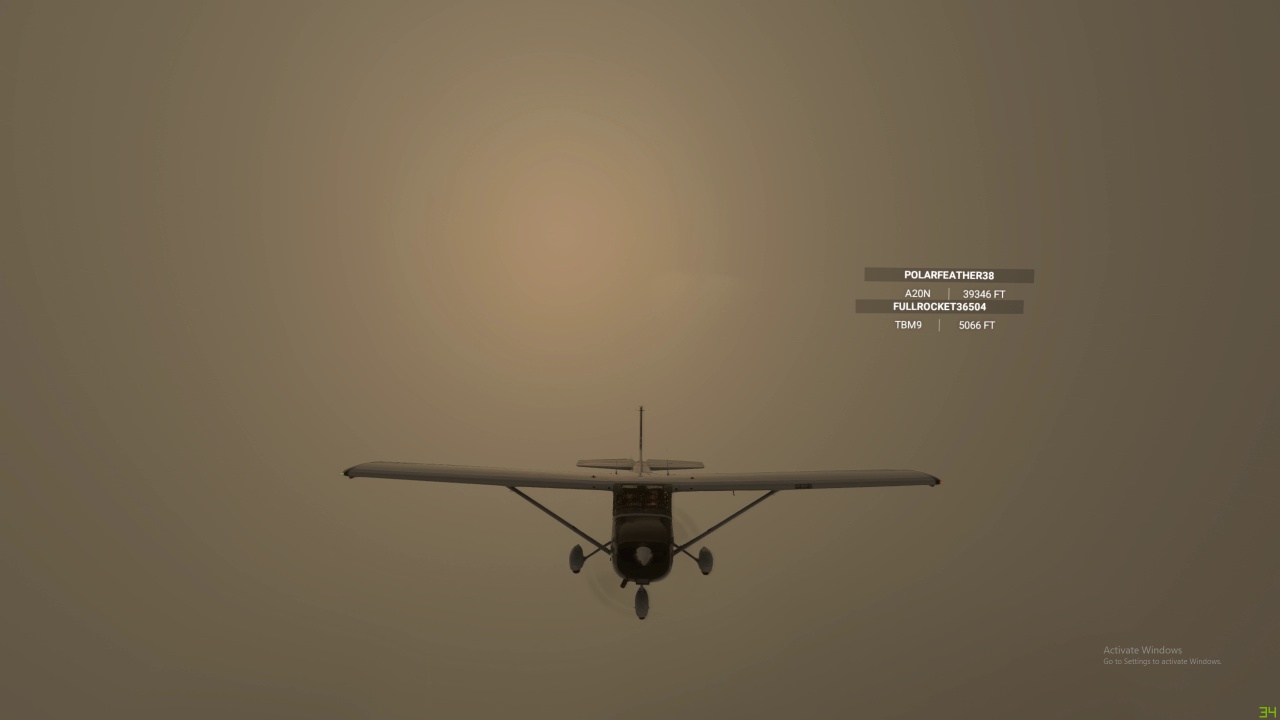 POLARFEATHER38
A20N | 39346 FT
FULLROCKET36504
TBM9 | 5066 FT
Activate Windows
Go to Settings to activate Windows.
34